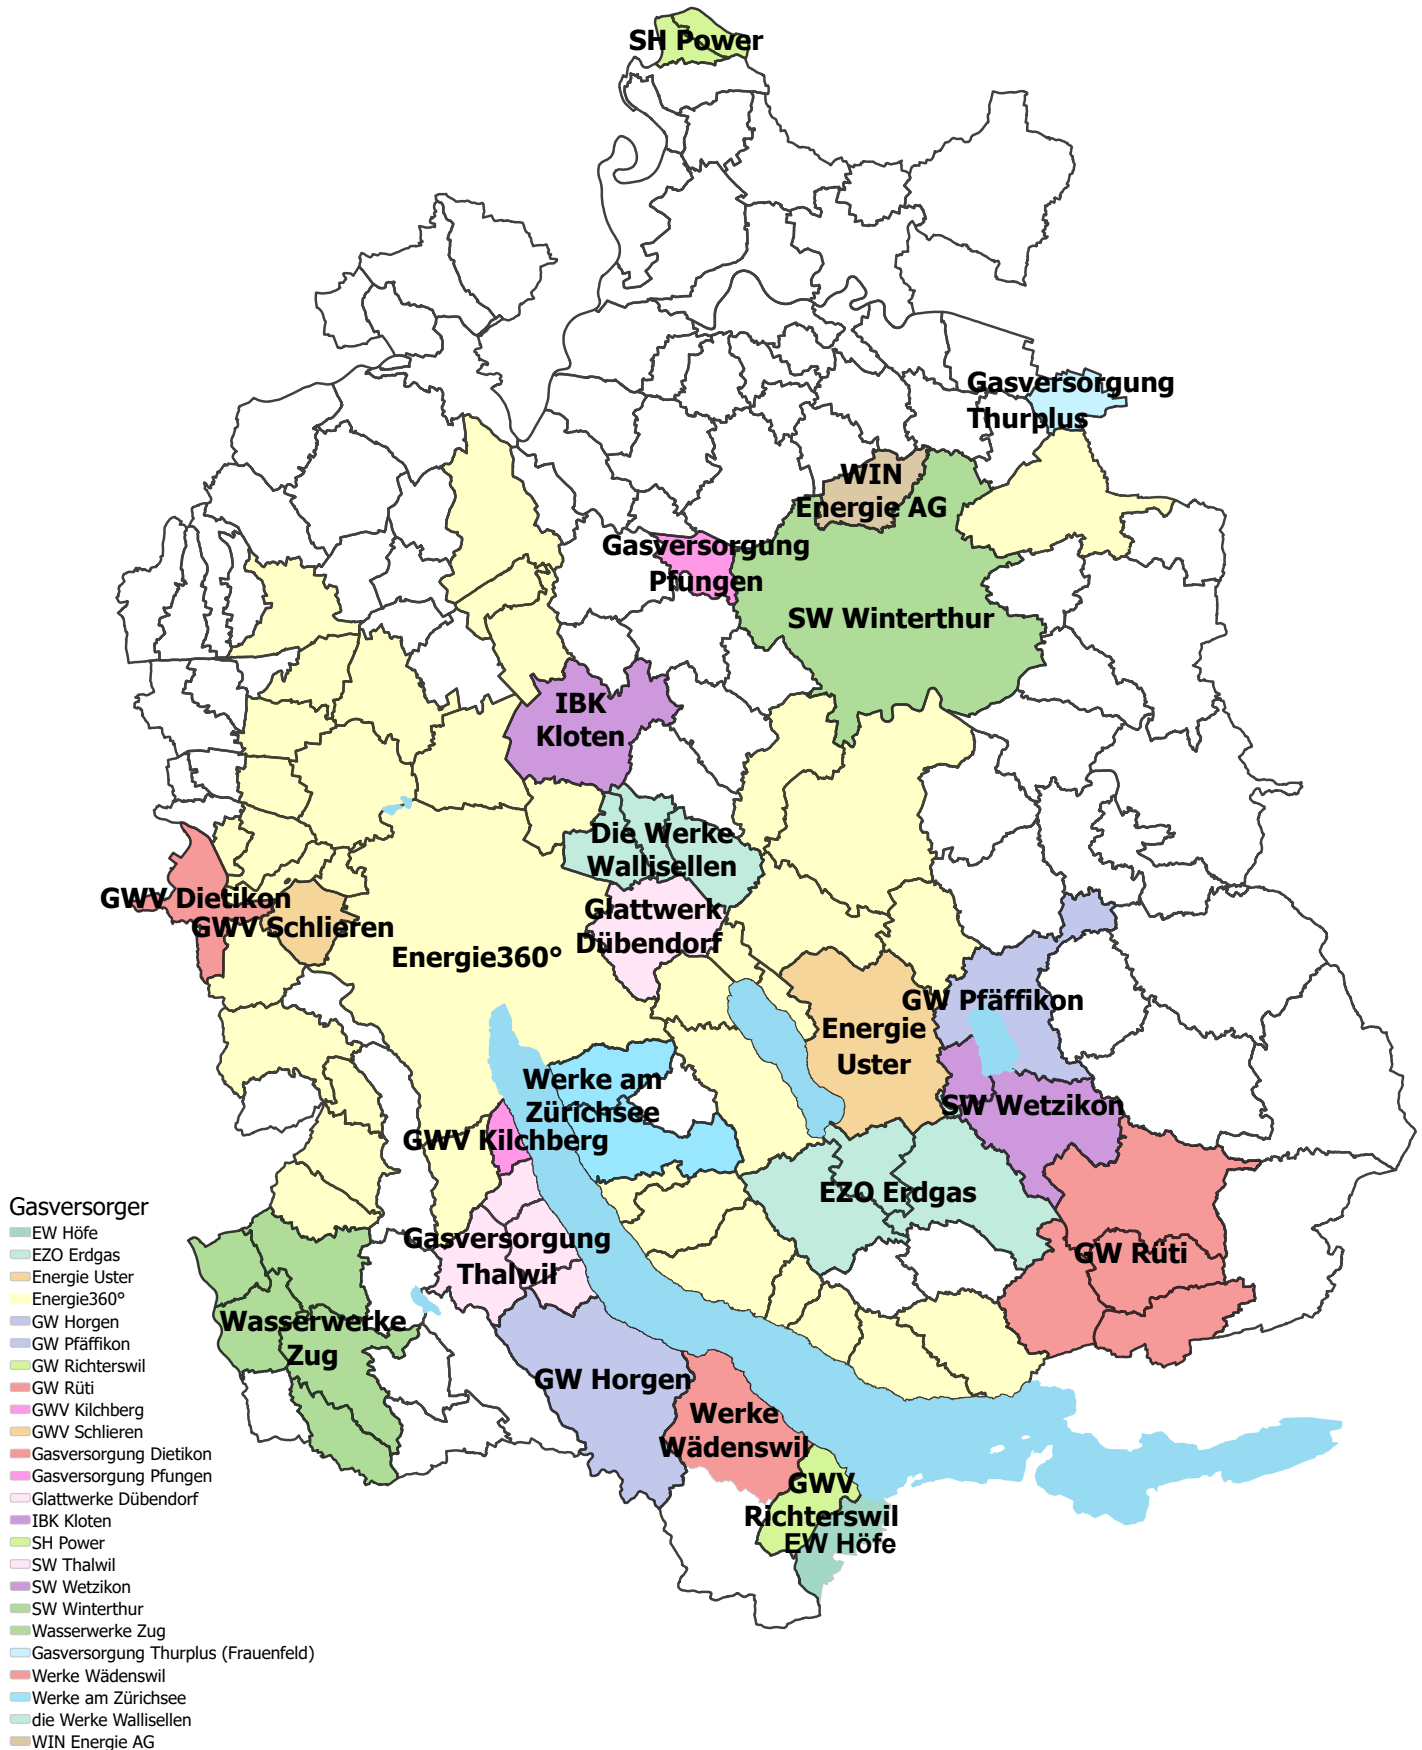 SH Power
Gasversorgung
Thurplus
WIN
Energie AG
Gasversorgung
Pfungen
SW Winterthur
IBK
Kloten
Die Werke
Wallisellen
GWV Dietikon
GWV Schlieren
Glattwerk
Dübendorf
Energie360°
GW Pfäffikon
Energie
Uster
Werke am
Zürichsee
SW Wetzikon
GWV Kilchberg
EZO Erdgas
Gasversorgung
Thalwil
GW Rüti
Wasserwerke
Zug
GW Horgen
Werke
Wädenswil
GWV
Richterswil
EW Höfe
Gasversorger
EW Höfe
EZO Erdgas
Energie Uster
Energie360°
GW Horgen
GW Pfäffikon
GW Richterswil
GW Rüti
GWV Kilchberg
GWV Schlieren
Gasversorgung Dietikon
Gasversorgung Pfungen
Glattwerke Dübendorf
IBK Kloten
SH Power
SW Thalwil
SW Wetzikon
SW Winterthur
Wasserwerke Zug
Gasversorgung Thurplus (Frauenfeld)
Werke Wädenswil
Werke am Zürichsee
die Werke Wallisellen
WIN Energie AG